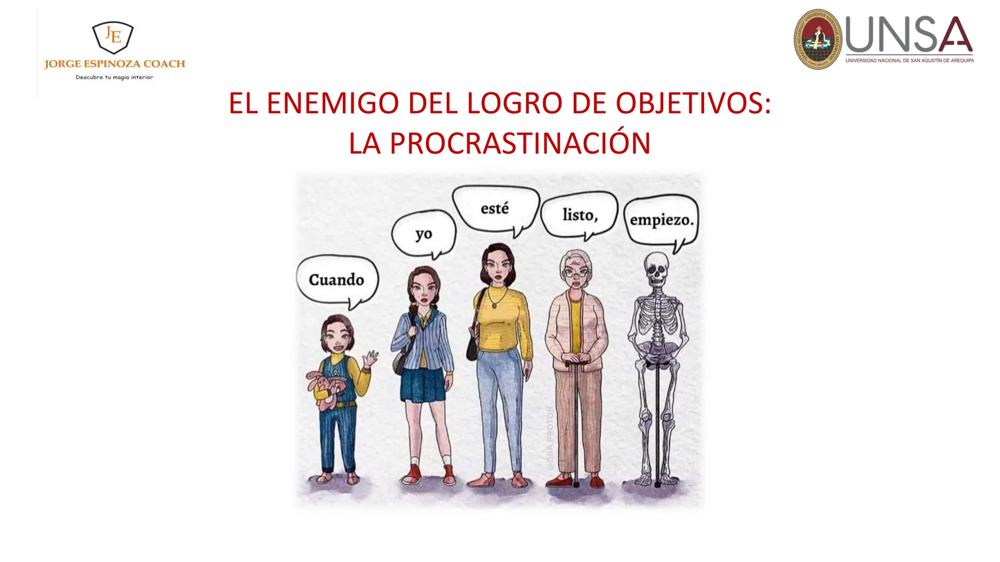 JE
JORGE ESPINOZA COACH
Descubre tu magia interior
UNSA
UNIVERSIDAD NACIONAL DE SAN AGUSTÍN DE AREQUIPA
EL ENEMIGO DEL LOGRO DE OBJETIVOS:
LA PROCRASTINACIÓN
Cuando
yo
esté
listo,
empiezo.
@DRA.PROTON